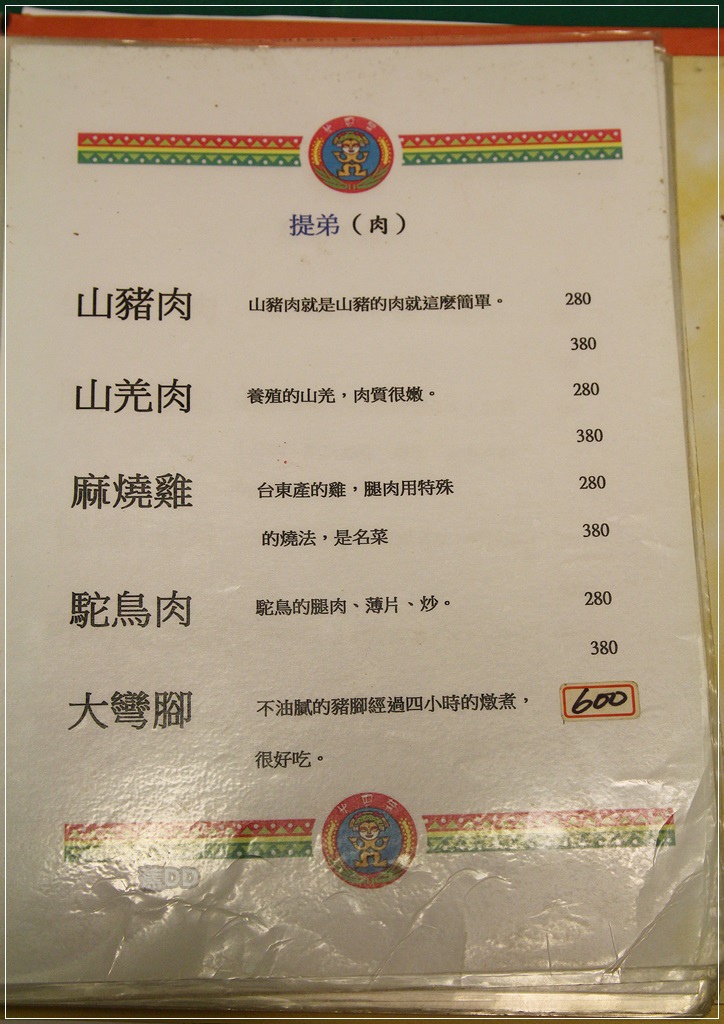 提弟（肉）
山豬肉 山豬肉就是山豬的肉就這麼簡單。 280
380
山羌肉 養殖的山羌，肉質很嫩。 280
380
麻燒雞 台東產的雞，腿肉用特殊 280
的燒法，是名菜 380
駝鳥肉 駝鳥的腿肉、薄片、炒。 280
380
大彎腳 不油膩的豬腳經過四小時的燉煮， 600
很好吃。